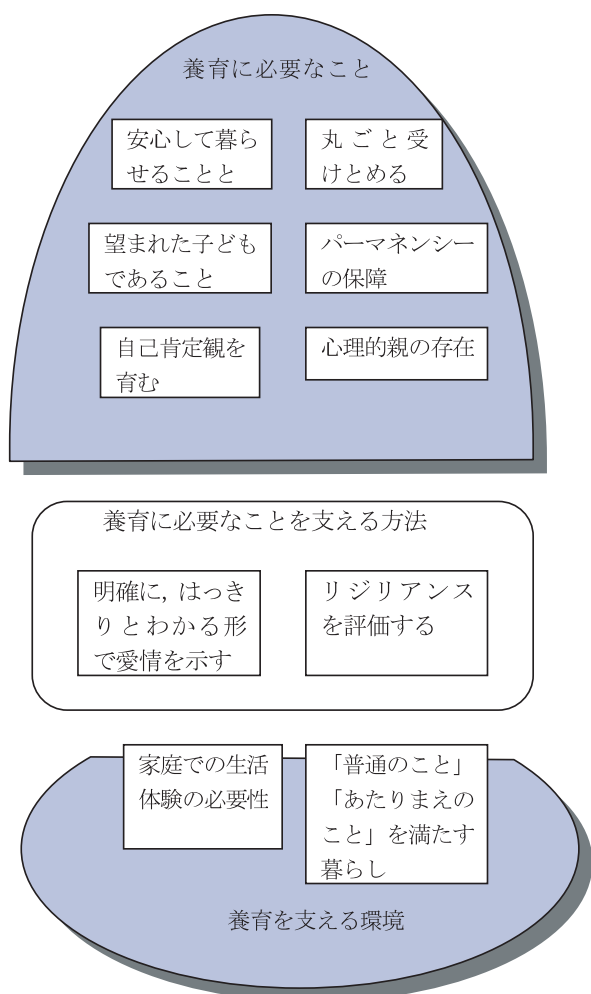 養育に必要なこと
安心して暮ら
せることと
丸ごと受
けとめる
望まれた子ども
であること
パーマネンシー
の保障
自己肯定観を
育む
心理的親の存在
養育に必要なことを支える方法
明確に, はっき
りとわかる形
で愛情を示す
リジリアンス
を評価する
家庭での生活
体験の必要性
「普通のこと」
「あたりまえの
こと」を満たす
暮らし
養育を支える環境